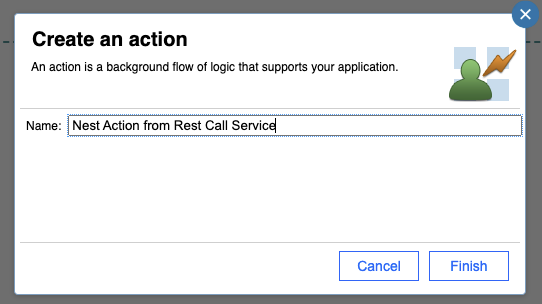 Create an action
An action is a background flow of logic that supports your application.
Name: Nest Action from Rest Call Service
Cancel Finish